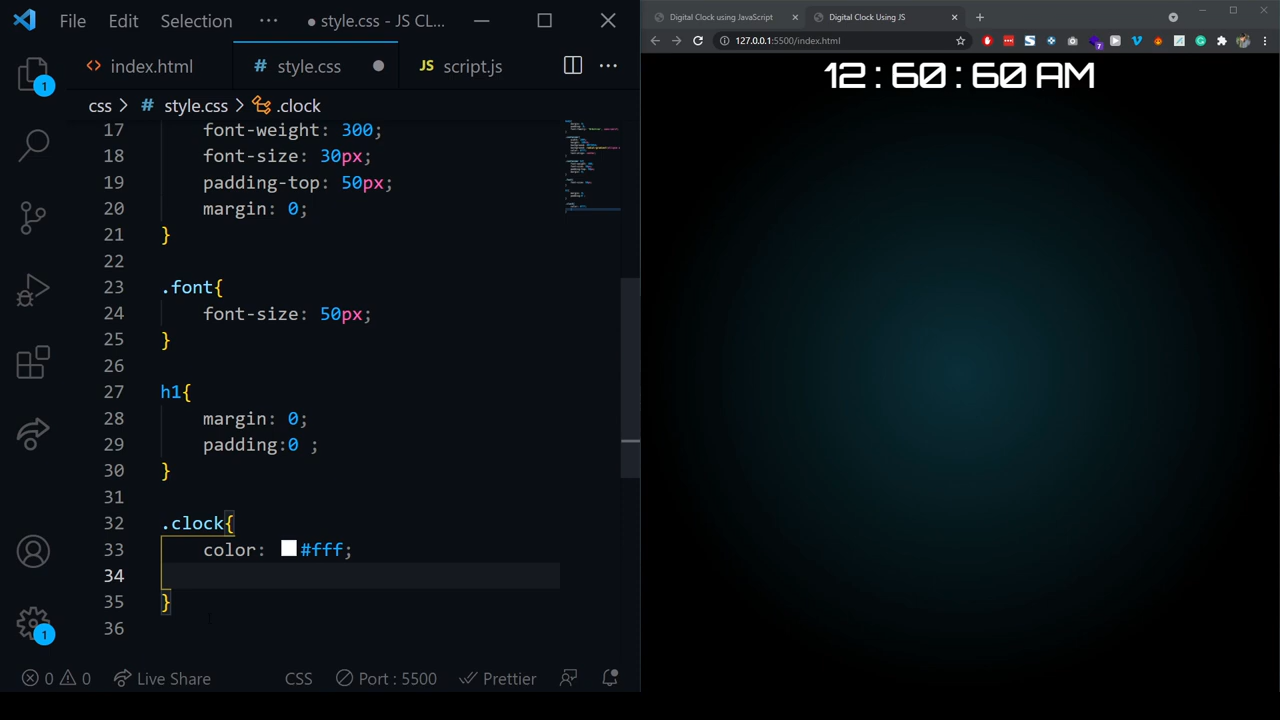 File Edit Selection ··· ● style.css - JS CL...
index.html # style.css ● JS script.js ···
css > # style.css > .clock
17 font-weight: 300;
18 font-size: 30px;
19 padding-top: 50px;
20 margin: 0;
21 }
22
23 .font{
24 font-size: 50px;
25 }
26
27 h1{
28 margin: 0;
29 padding:0 ;
30 }
31
32 .clock{
33 color: #fff;
34
35 }
36
1
1
0 0 Live Share CSS Port : 5500 Prettier
Digital Clock using JavaScript Digital Clock Using JS
127.0.0.1:5500/index.html
12 : 60 : 60 AM